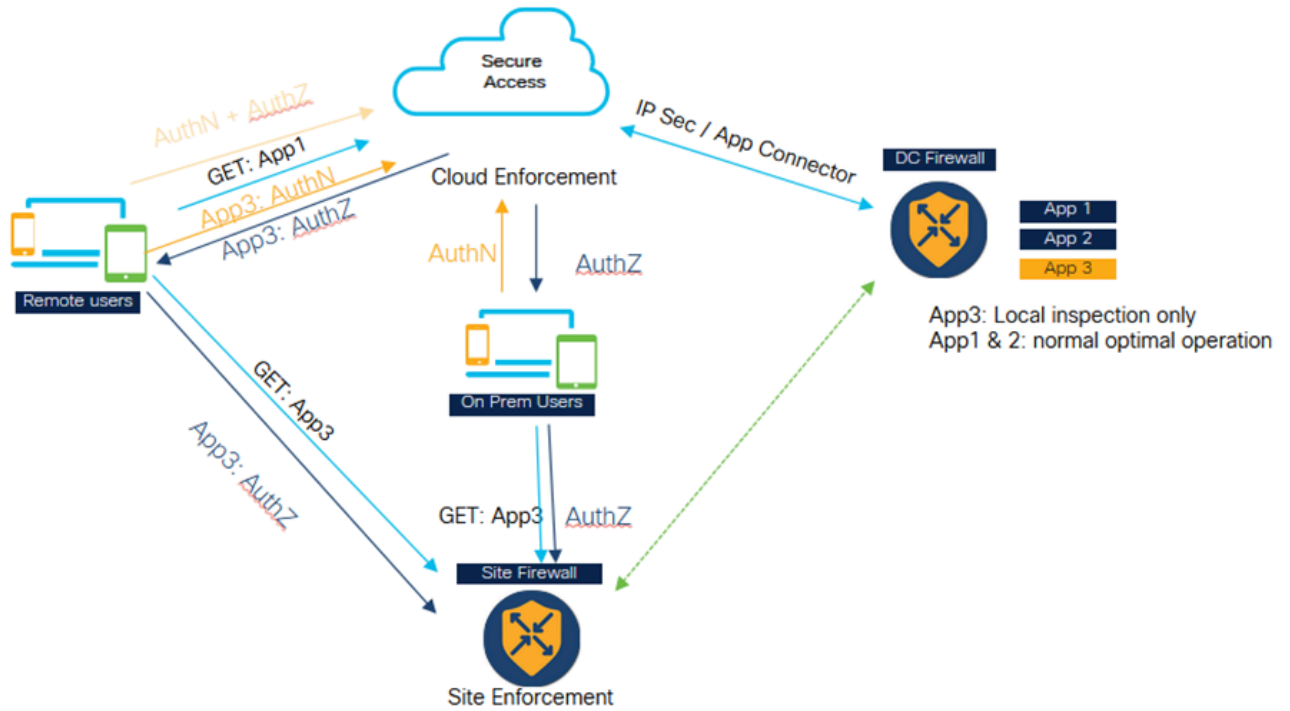 Secure
Access
AuthN + AuthZ
GET: App1
App3: AuthN
App3: AuthZ
Remote users
Cloud Enforcement
AuthN
AuthZ
On Prem Users
IP Sec / App Connector
DC Firewall
App 1
App 2
App 3
App3: Local inspection only
App1 & 2: normal optimal operation
GET: App3
App3: AuthZ
GET: App3
AuthZ
Site Firewall
Site Enforcement